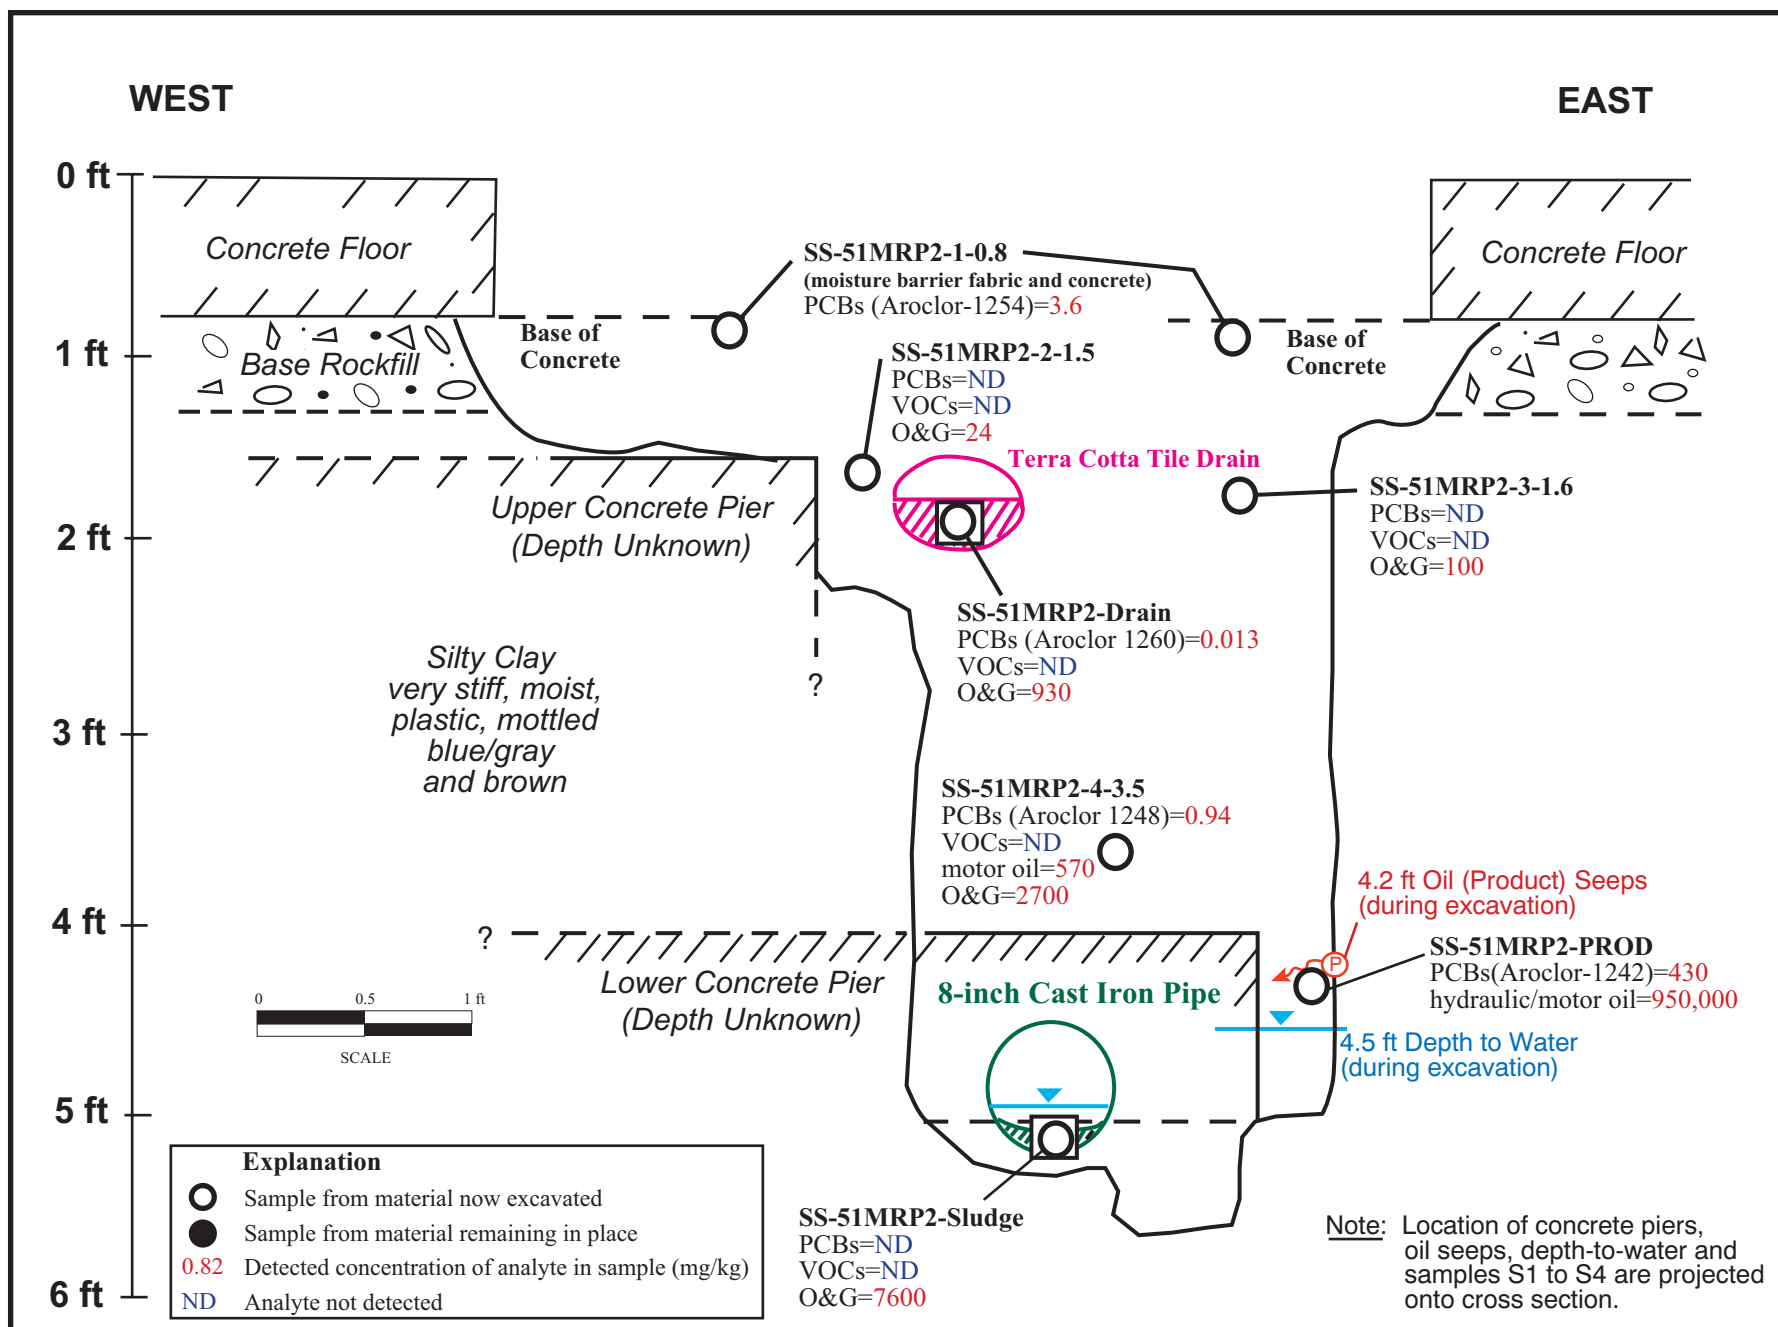 WEST
EAST
0 ft
1 ft
2 ft
3 ft
4 ft
5 ft
6 ft
Concrete Floor
Concrete Floor
Base Rockfill
Base of
Concrete
Base of
Concrete
SS-51MRP2-1-0.8
(moisture barrier fabric and concrete)
PCBs (Aroclor-1254)=3.6
SS-51MRP2-2-1.5
PCBs=ND
VOCs=ND
O&G=24
Terra Cotta Tile Drain
SS-51MRP2-3-1.6
PCBs=ND
VOCs=ND
O&G=100
Upper Concrete Pier
(Depth Unknown)
?
SS-51MRP2-Drain
PCBs (Aroclor 1260)=0.013
VOCs=ND
O&G=930
Silty Clay
very stiff, moist,
plastic, mottled
blue/gray
and brown
SS-51MRP2-4-3.5
PCBs (Aroclor 1248)=0.94
VOCs=ND
motor oil=570
O&G=2700
4.2 ft Oil (Product) Seeps
(during excavation)
P
SS-51MRP2-PROD
PCBs(Aroclor-1242)=430
hydraulic/motor oil=950,000
4.5 ft Depth to Water
(during excavation)
?
Lower Concrete Pier
(Depth Unknown)
8-inch Cast Iron Pipe
0 0.5 1 ft
SCALE
SS-51MRP2-Sludge
PCBs=ND
VOCs=ND
O&G=7600
Explanation
Sample from material now excavated
Sample from material remaining in place
0.82 Detected concentration of analyte in sample (mg/kg)
ND Analyte not detected
Note: Location of concrete piers,
oil seeps, depth-to-water and
samples S1 to S4 are projected
onto cross section.